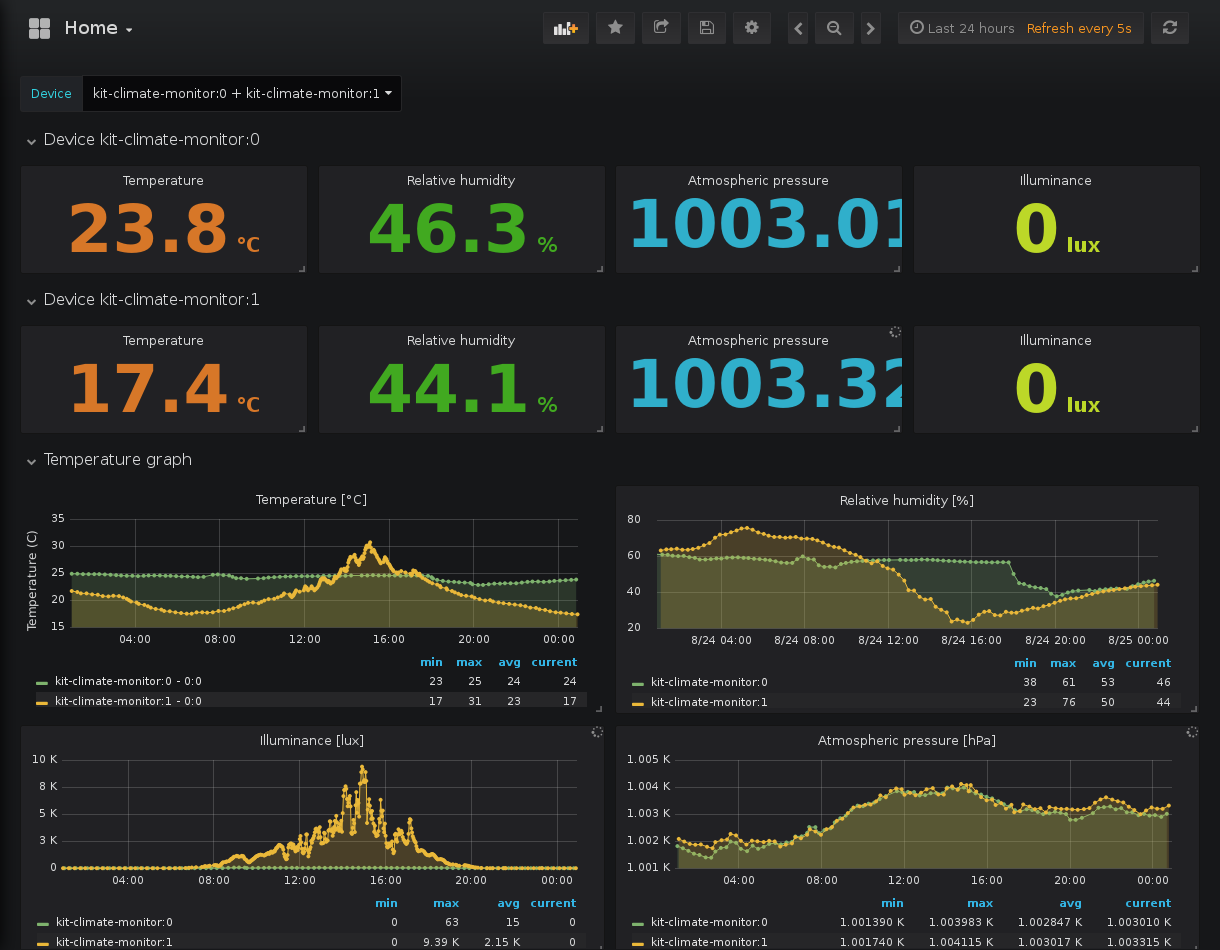 Home
Last 24 hours Refresh every 5s
Device kit-climate-monitor:0 + kit-climate-monitor:1
Device kit-climate-monitor:0
Temperature Relative humidity Atmospheric pressure Illuminance
23.8 °C 46.3 % 1003.01 0 lux
Device kit-climate-monitor:1
Temperature Relative humidity Atmospheric pressure Illuminance
17.4 °C 44.1 % 1003.32 0 lux
Temperature graph
Temperature [°C]
Temperature (C)
35
30
25
20
15
04:00 08:00 12:00 16:00 20:00 00:00
min max avg current
kit-climate-monitor:0 - 0:0 23 25 24 24
kit-climate-monitor:1 - 0:0 17 31 23 17
Relative humidity [%]
80
60
40
20
8/24 04:00 8/24 08:00 8/24 12:00 8/24 16:00 8/24 20:00 8/25 00:00
min max avg current
kit-climate-monitor:0 38 61 53 46
kit-climate-monitor:1 23 76 50 44
Illuminance [lux]
10 K
8 K
5 K
3 K
0
04:00 08:00 12:00 16:00 20:00 00:00
min max avg current
kit-climate-monitor:0 0 63 15 0
kit-climate-monitor:1 0 9.39 K 2.15 K 0
Atmospheric pressure [hPa]
1.005 K
1.004 K
1.003 K
1.002 K
1.001 K
04:00 08:00 12:00 16:00 20:00 00:00
min max avg current
kit-climate-monitor:0 1.001390 K 1.003983 K 1.002847 K 1.003010 K
kit-climate-monitor:1 1.001740 K 1.004115 K 1.003017 K 1.003315 K